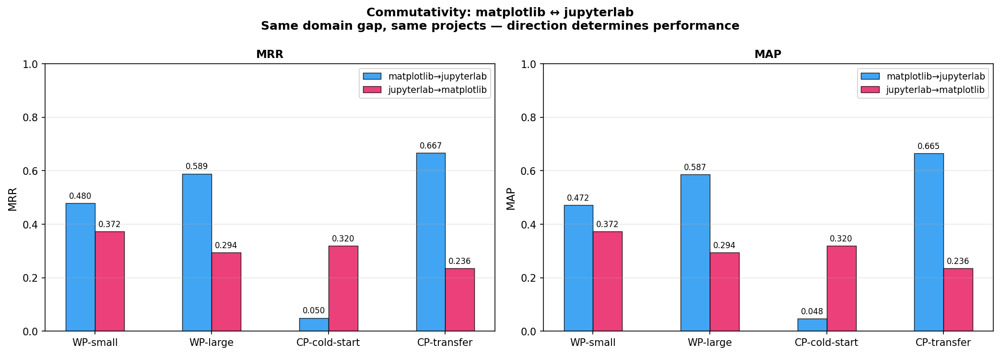 Commutativity: matplotlib ↔ jupyterlab
Same domain gap, same projects — direction determines performance
MRR
1.0
0.8
0.6
0.4
0.2
0.0
MRR
matplotlib→jupyterlab
jupyterlab→matplotlib
0.480
0.372
0.589
0.294
0.050
0.320
0.667
0.236
WP-small
WP-large
CP-cold-start
CP-transfer
MAP
1.0
0.8
0.6
0.4
0.2
0.0
MAP
matplotlib→jupyterlab
jupyterlab→matplotlib
0.472
0.372
0.587
0.294
0.048
0.320
0.665
0.236
WP-small
WP-large
CP-cold-start
CP-transfer